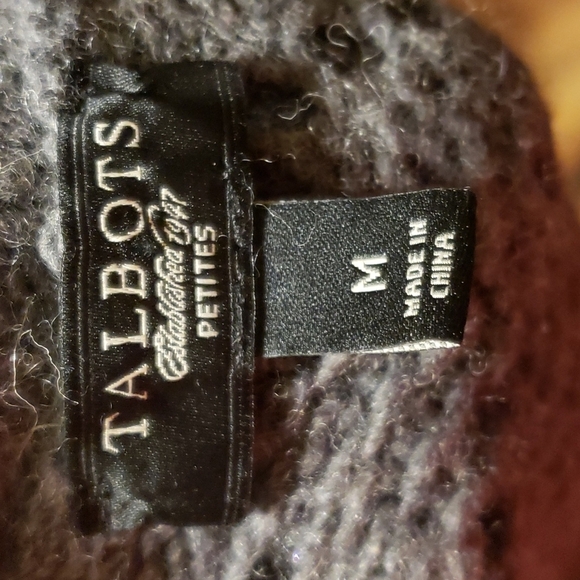 TALBOTS
Established 1947
PETITES
M
MADE IN
CHINA